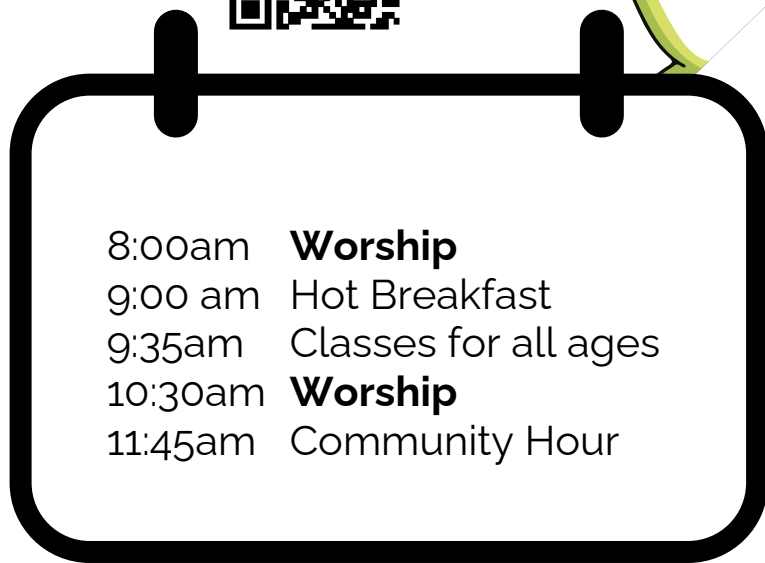 8:00am Worship
9:00 am Hot Breakfast
9:35am Classes for all ages
10:30am Worship
11:45am Community Hour